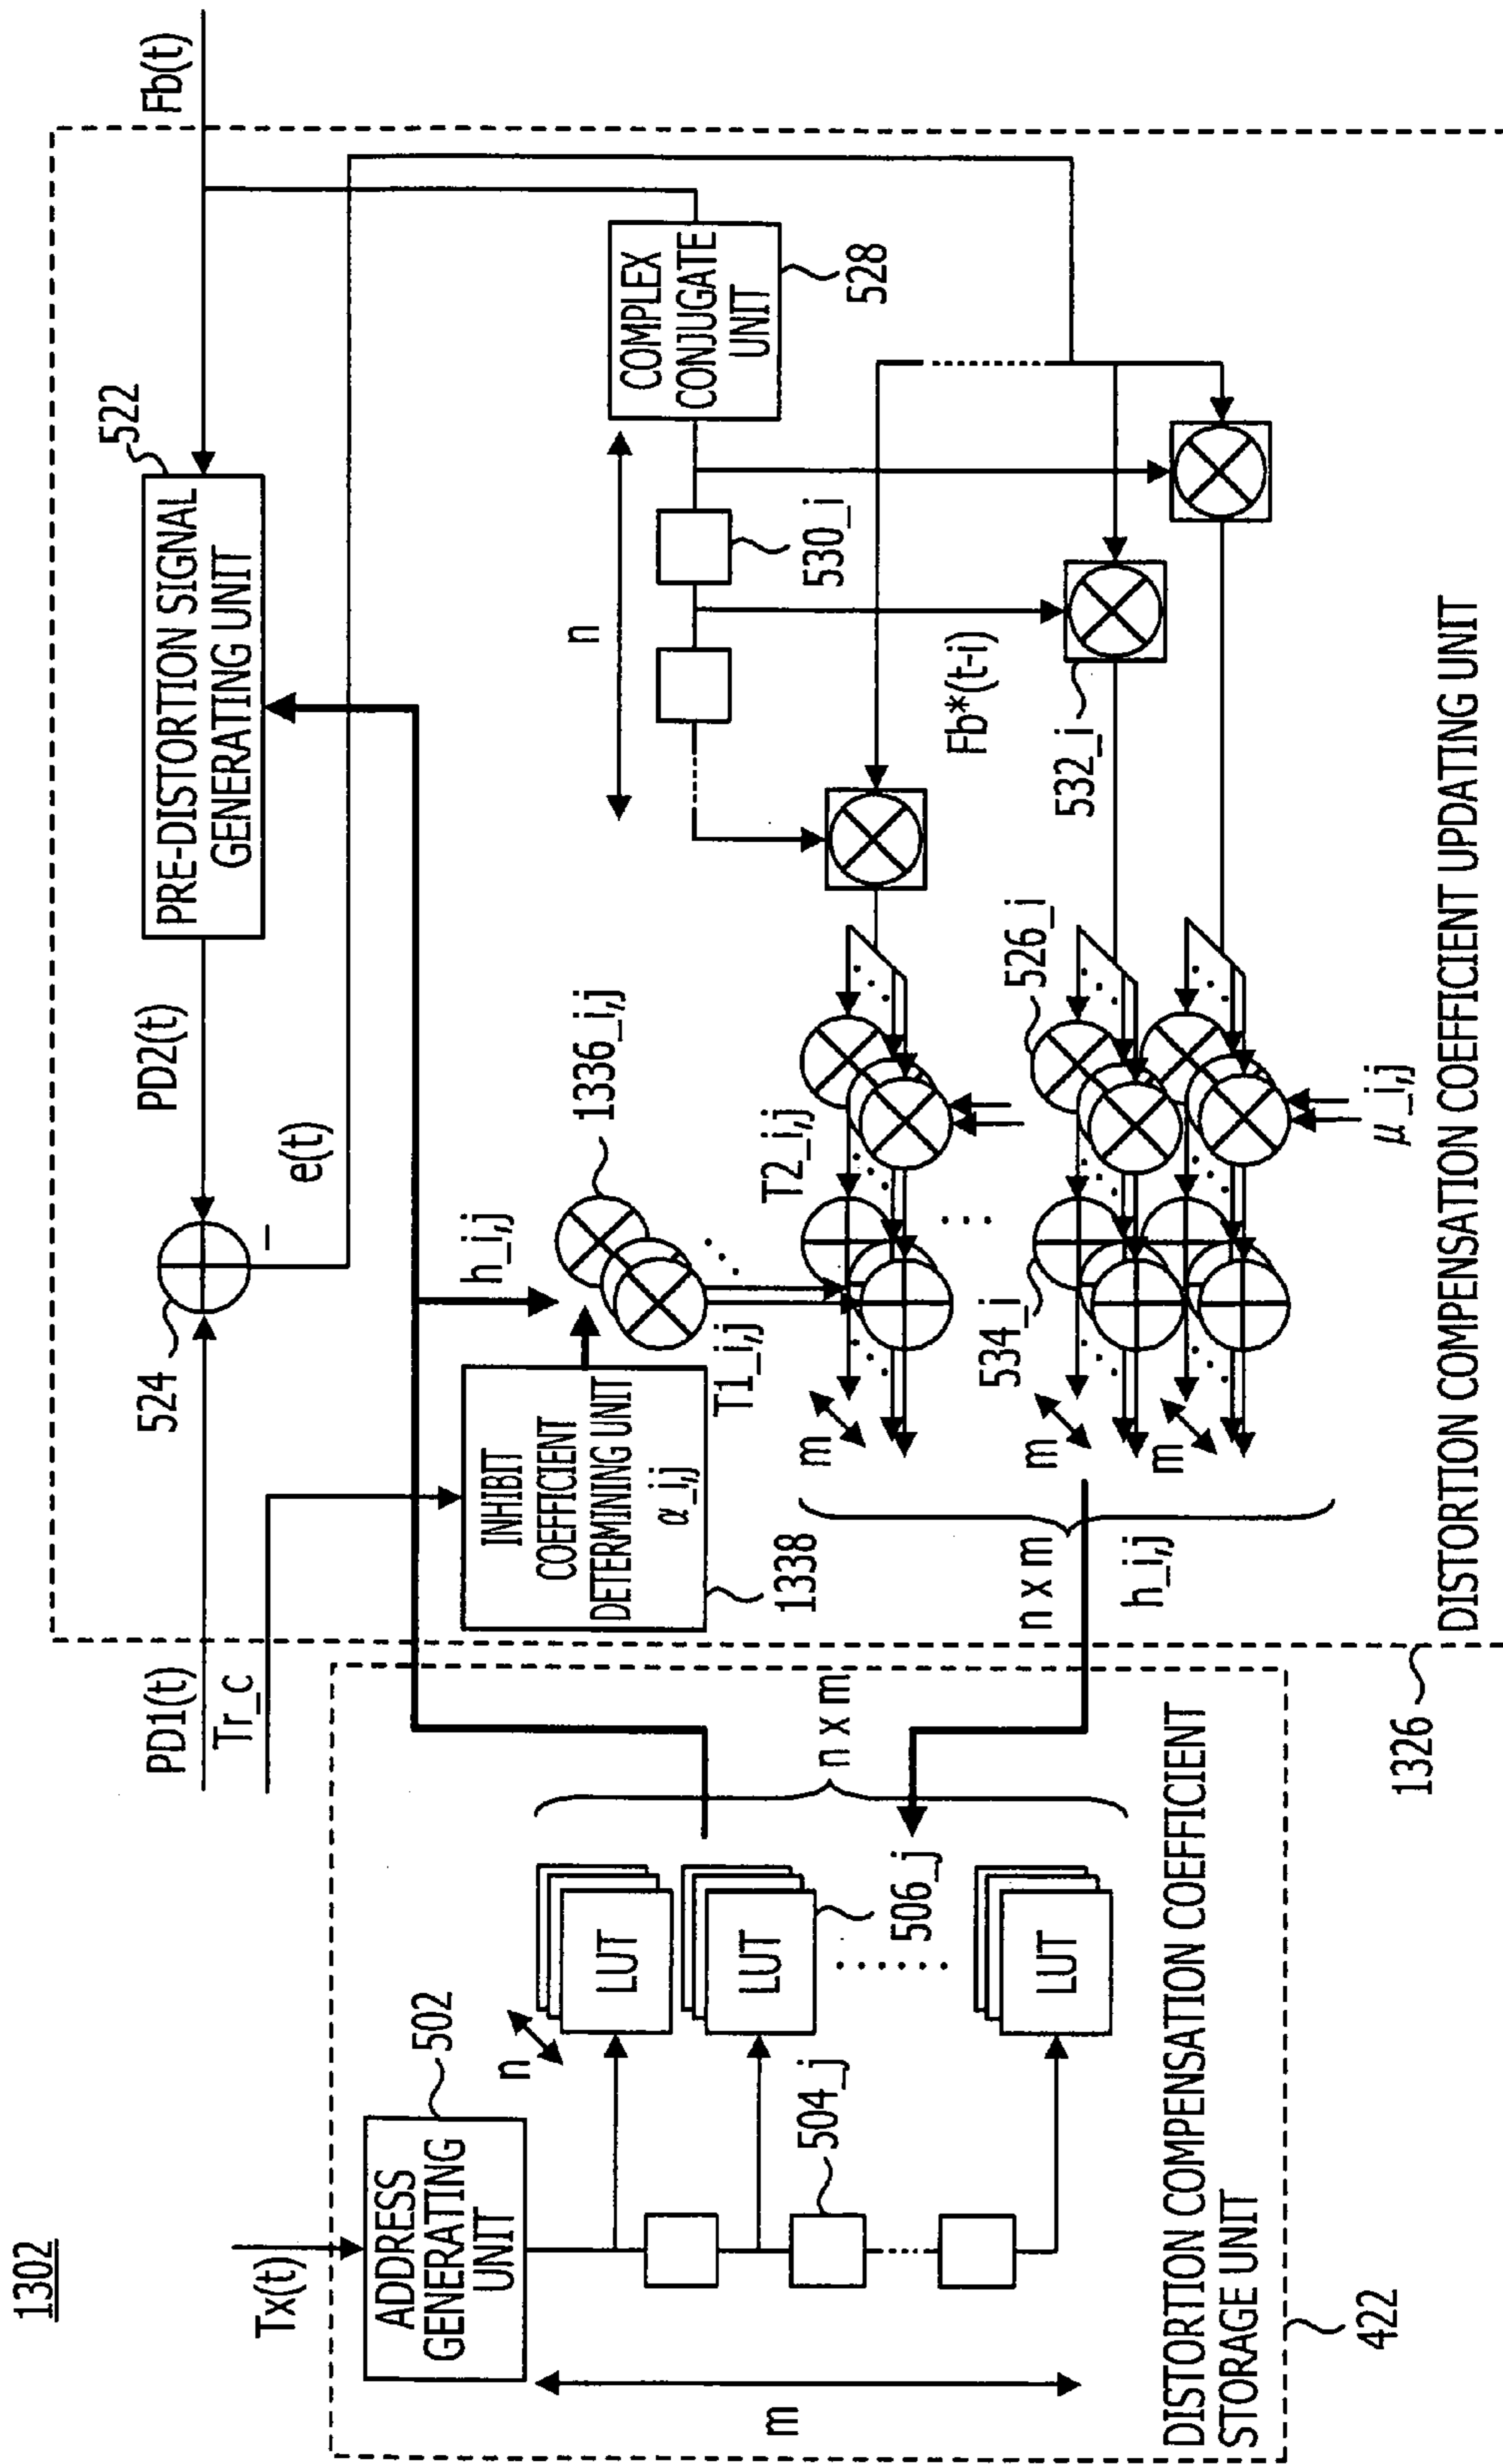 1302
Tx(t)
ADDRESS
GENERATING
UNIT
502
m
n
LUT
LUT
LUT
504_j
506_j
n x m
DISTORTION COMPENSATION COEFFICIENT
STORAGE UNIT
422
PD1(t)
Tr_c
524
PD2(t)
e(t)
−
PRE-DISTORTION SIGNAL
GENERATING UNIT
522
Fb(t)
INHIBIT
COEFFICIENT
DETERMINING UNIT
α_i,j
1338
h_i,j
1336_i,j
T1_i,j
T2_i,j
n
COMPLEX
CONJUGATE
UNIT
528
530_i
Fb*(t-i)
532_i
526_i
534_i
m
m
m
μ_i,j
n x m
h_i,j
1326
DISTORTION COMPENSATION COEFFICIENT UPDATING UNIT